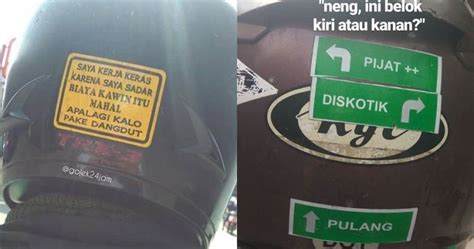 SAYA KERJA KERAS
KARENA SAYA SADAR
BIAYA KAWIN ITU
MAHAL
APALAGI KALO
PAKE DANGDUT
@gojek24jam
"neng, ini belok
kiri atau kanan?"
PIJAT ++
DISKOTIK
Kyt
PULANG